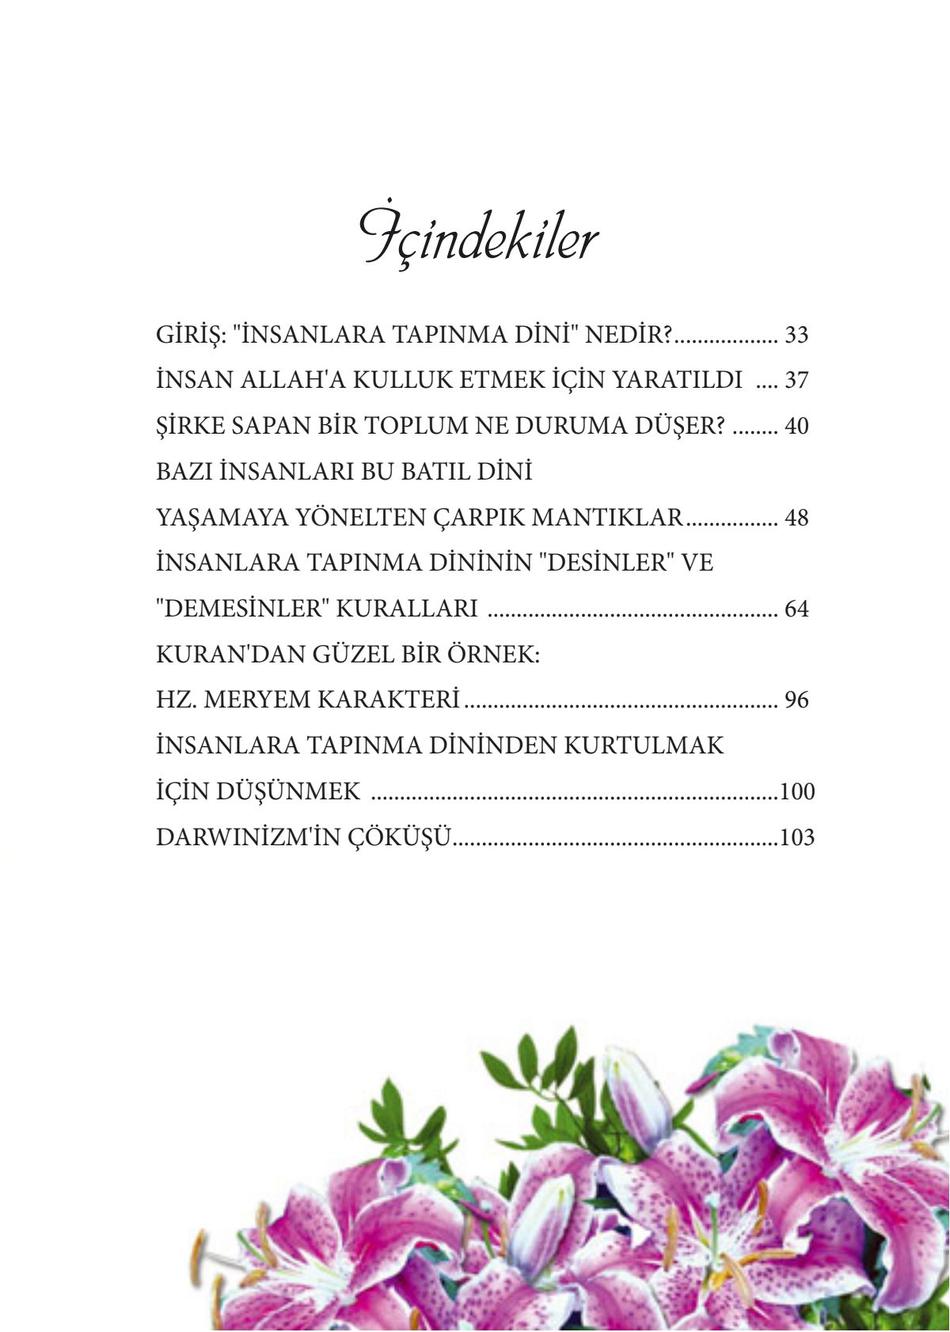 İçindekiler
GİRİŞ: "İNSANLARA TAPINMA DİNİ" NEDİR?.................. 33
İNSAN ALLAH'A KULLUK ETMEK İÇİN YARATILDI .... 37
ŞİRKE SAPAN BİR TOPLUM NE DURUMA DÜŞER? ........ 40
BAZI İNSANLARI BU BATIL DİNİ
YAŞAMAYA YÖNELTEN ÇARPIK MANTIKLAR................ 48
İNSANLARA TAPINMA DİNİNİN "DESİNLER" VE
"DEMESİNLER" KURALLARI .................................................. 64
KURAN'DAN GÜZEL BİR ÖRNEK:
HZ. MERYEM KARAKTERİ...................................................... 96
İNSANLARA TAPINMA DİNİNDEN KURTULMAK
İÇİN DÜŞÜNMEK ......................................................................100
DARWINİZM'İN ÇÖKÜŞÜ........................................................103